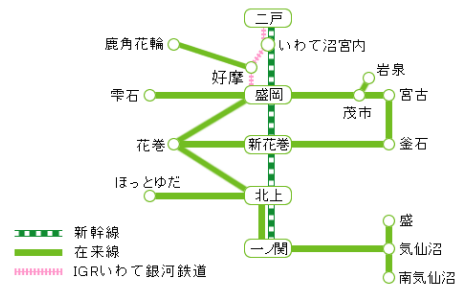 二戸
鹿角花輪
いわて沼宮内
好摩
岩泉
雫石
盛岡
宮古
茂市
花巻
新花巻
釜石
ほっとゆだ
北上
盛
新幹線
一ノ関
気仙沼
在来線
IGRいわて銀河鉄道
南気仙沼